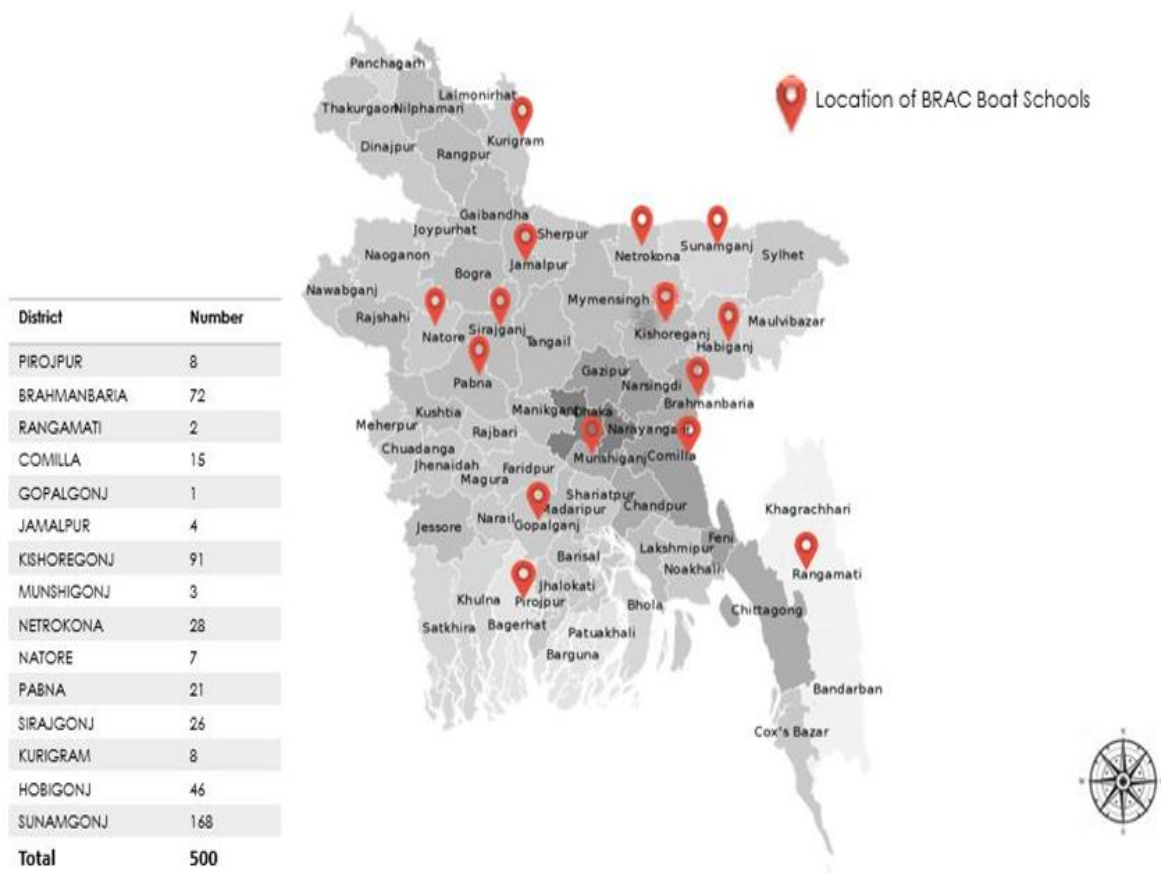 Location of BRAC Boat Schools
District Number
PIROJPUR 8
BRAHMANBARIA 72
RANGAMATI 2
COMILLA 15
GOPALGONJ 1
JAMALPUR 4
KISHOREGONJ 91
MUNSHIGONJ 3
NETROKONA 28
NATORE 7
PABNA 21
SIRAJGONJ 26
KURIGRAM 8
HOBIGONJ 46
SUNAMGONJ 168
Total 500
Panchagarh
Lalmonirhat
Thakurgaon Nilphamari
Kurigram
Dinajpur
Rangpur
Gaibandha
Joypurhat
Sherpur
Sunamganj
Naogaon
Netrokona
Sylhet
Jamalpur
Bogra
Nawabganj
Mymensingh
Rajshahi
Maulvibazar
Natore
Sirajganj
Kishoreganj
Tangail
Habiganj
Gazipur
Pabna
Narsingdi
Brahmanbaria
Kushtia
Manikganj
Dhaka
Meherpur
Rajbari
Narayanganj
Chuadanga
Munshiganj
Comilla
Jhenaidah
Faridpur
Magura
Shariatpur
Chandpur
Madaripur
Khagrachhari
Jessore
Narail
Gopalganj
Feni
Lakshmipur
Barisal
Noakhali
Rangamati
Jhalokati
Khulna
Pirojpur
Bhola
Chittagong
Satkhira
Bagerhat
Patuakhali
Barguna
Bandarban
Cox's Bazar